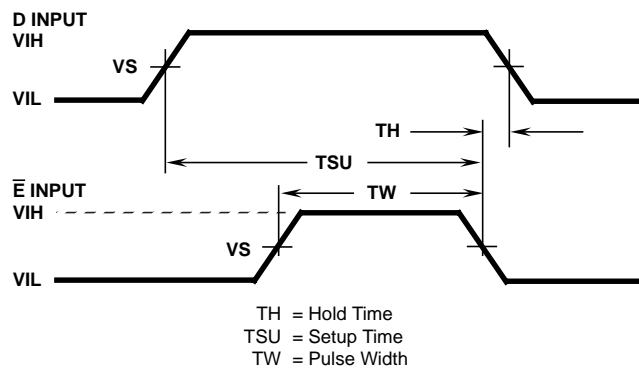 D INPUT
VIH
VS
VIL
TH
TSU
E̅ INPUT
TW
VIH
VS
VIL
TH = Hold Time
TSU = Setup Time
TW = Pulse Width